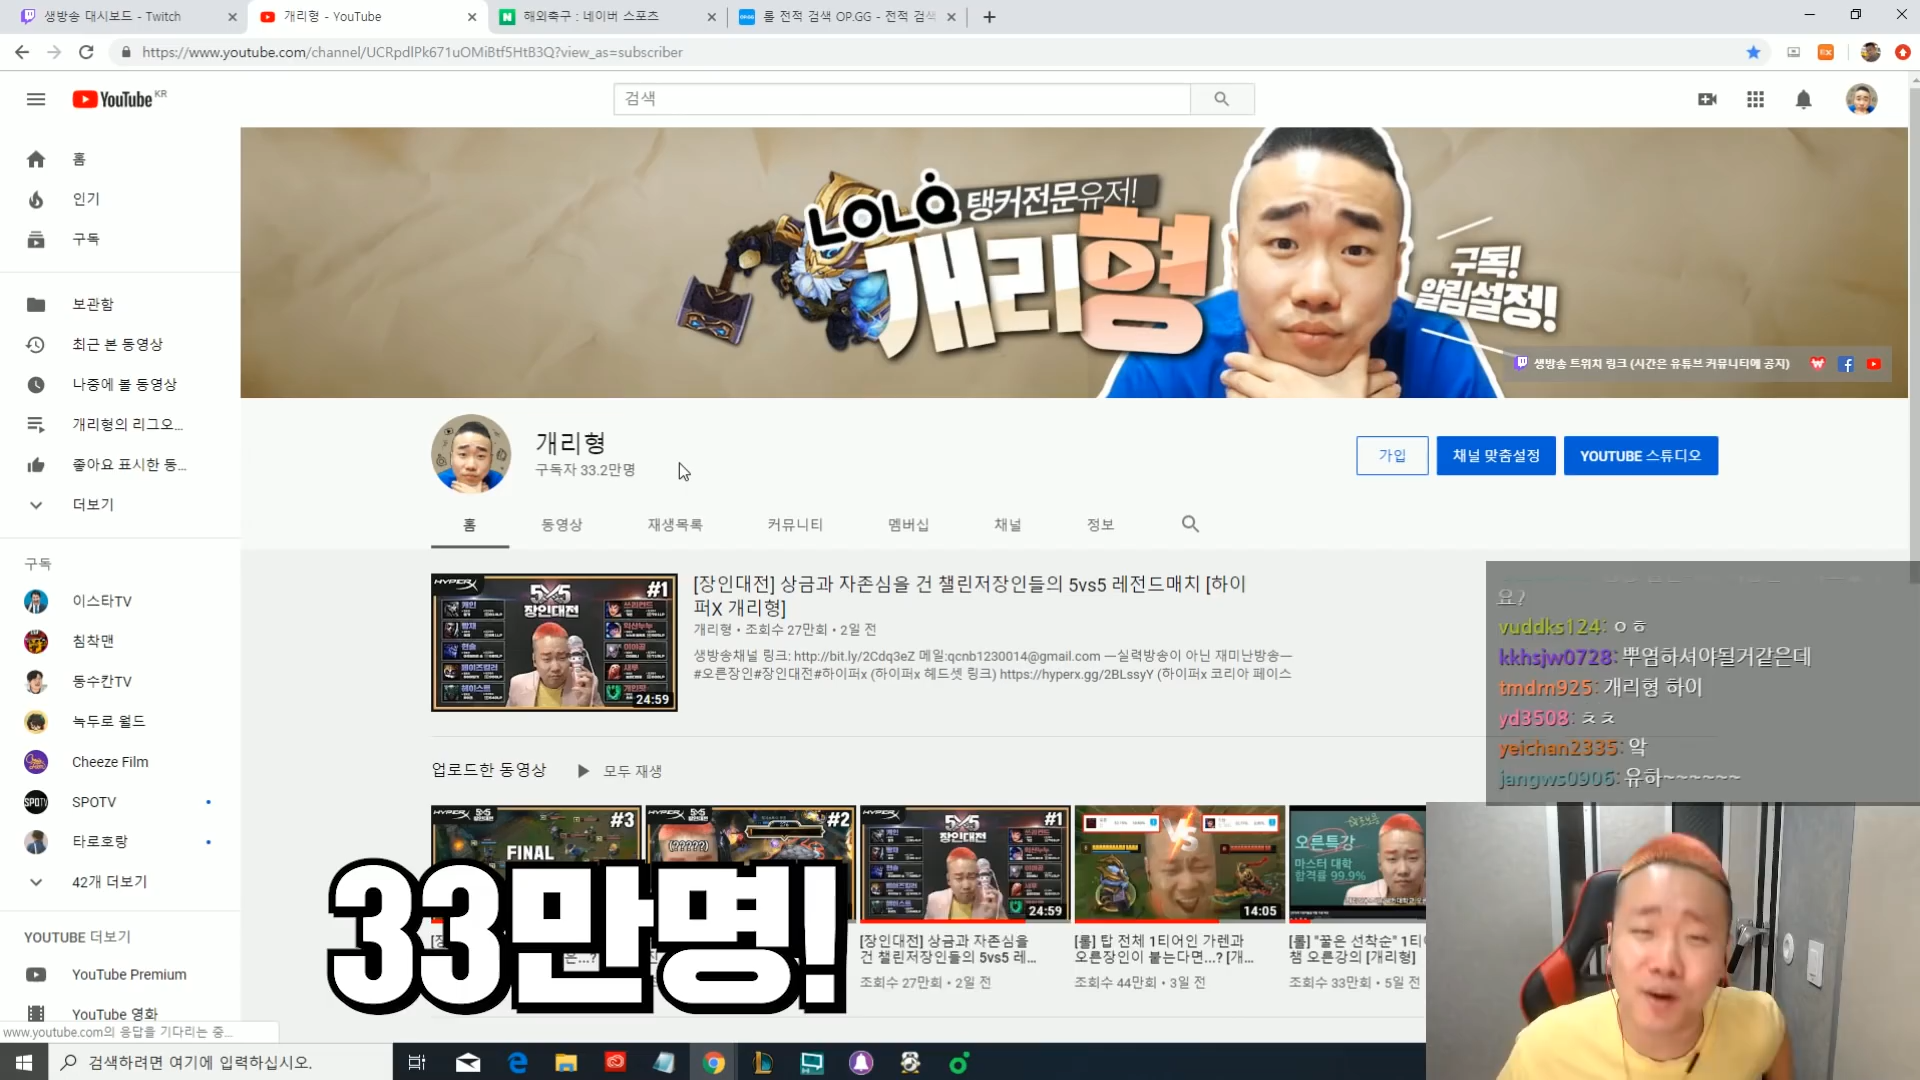 생방송 대시보드 - Twitch
개리형 - YouTube
해외축구 : 네이버 스포츠
롤 전적 검색 OP.GG - 전적 검색
https://www.youtube.com/channel/UCRpdlPk671uOMiBtf5HtB3Q?view_as=subscriber
YouTube KR
검색
홈
인기
구독
보관함
최근 본 동영상
나중에 볼 동영상
개리형의 리그오...
좋아요 표시한 동...
더보기
구독
이스타TV
침착맨
동수칸TV
녹두로 월드
Cheeze Film
SPOTV
타로호랑
42개 더보기
YOUTUBE 더보기
YouTube Premium
YouTube 영화
www.youtube.com의 응답을 기다리는 중...
LOL 탱커전문유저!
개리형
구독!
알림설정!
생방송 트위치 링크 (시간은 유튜브 커뮤니티에 공지)
개리형
구독자 33.2만명
가입
채널 맞춤설정
YOUTUBE 스튜디오
홈
동영상
재생목록
커뮤니티
멤버십
채널
정보
HYPERX
5X5
장인대전
#1
24:59
[장인대전] 상금과 자존심을 건 챌린저장인들의 5vs5 레전드매치 [하이
퍼X 개리형]
개리형 • 조회수 27만회 • 2일 전
생방송채널 링크: http://bit.ly/2Cdq3eZ 메일:qcnb1230014@gmail.com ㅡ실력방송이 아닌 재미난방송ㅡ
#오른장인#장인대전#하이퍼x (하이퍼x 헤드셋 링크) https://hyperx.gg/2BLssyY (하이퍼x 코리아 페이스
업로드한 동영상
모두 재생
HYPERX
#3
FINAL
HYPERX
#2
(?????)
HYPERX
5X5
장인대전
#1
24:59
VS
14:05
오른특강
마스터 대학
합격률 99.9%
[장인대전] 상금과 자존심을
건 챌린저장인들의 5vs5 레...
조회수 27만회 • 2일 전
[롤] 탑 전체 1티어인 가렌과
오른장인이 붙는다면...? [개...
조회수 44만회 • 3일 전
[롤] "꿀은 선착순" 1티
챔 오른강의 [개리형]
조회수 33만회 • 5일 전
33만명!
요?
vuddks124: ㅇㅎ
kkhsjw0728: 뿌염하셔야될거같은데
tmdrn925: 개리형 하이
yd3508: ㅊㅊ
yeichan2335: 앜
jangws0906: 유하~~~~~~
검색하려면 여기에 입력하십시오.